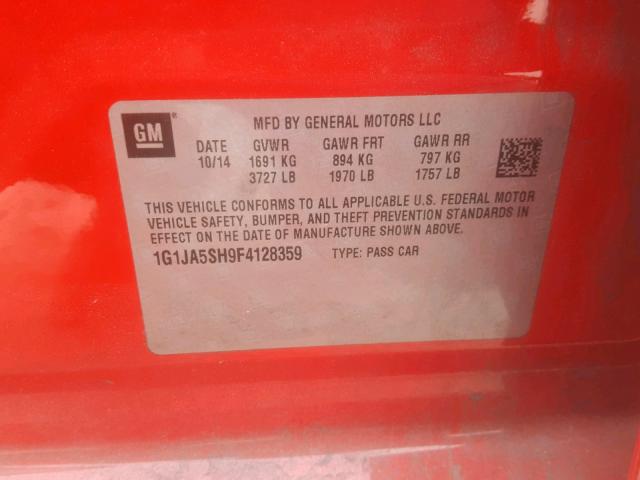 GM ®
MFD BY GENERAL MOTORS LLC
DATE GVWR GAWR FRT GAWR RR
10/14 1691 KG 894 KG 797 KG
3727 LB 1970 LB 1757 LB
THIS VEHICLE CONFORMS TO ALL APPLICABLE U.S. FEDERAL MOTOR
VEHICLE SAFETY, BUMPER, AND THEFT PREVENTION STANDARDS IN
EFFECT ON THE DATE OF MANUFACTURE SHOWN ABOVE.
1G1JA5SH9F4128359 TYPE: PASS CAR